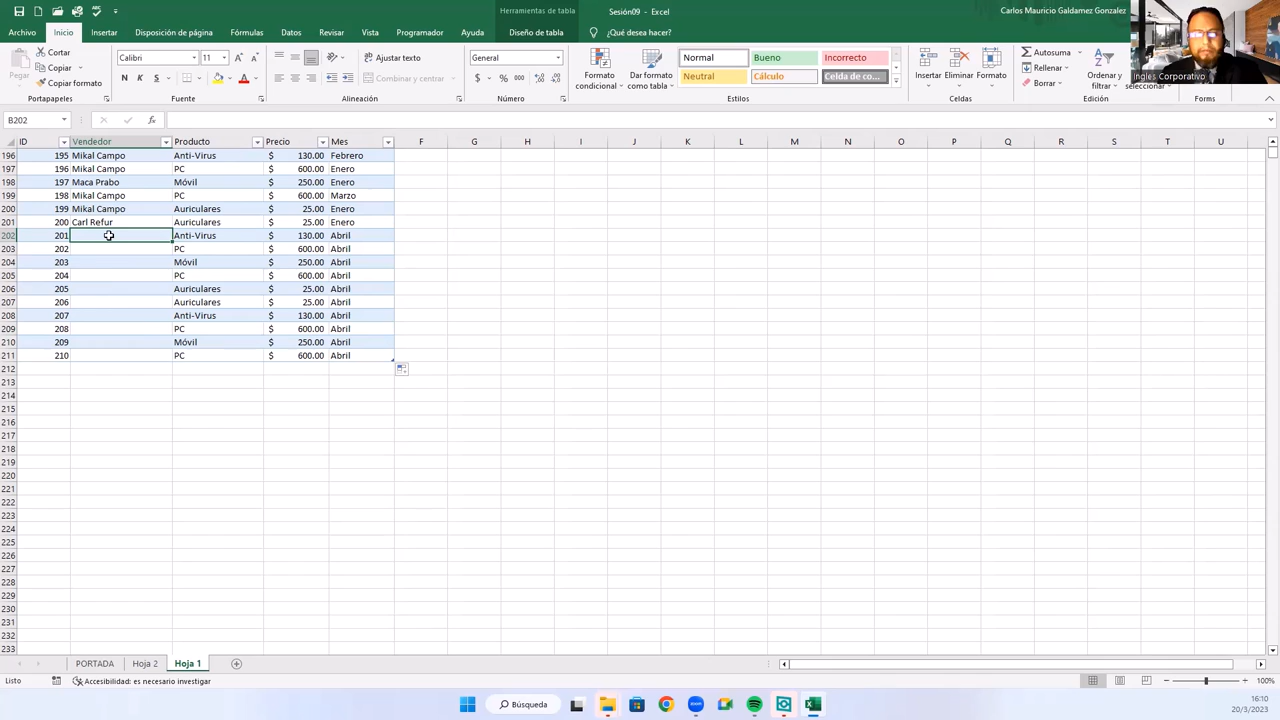 Herramientas de tabla
Sesión09 - Excel
Carlos Mauricio Galdamez Gonzalez
Archivo Inicio Insertar Disposición de página Fórmulas Datos Revisar Vista Programador Ayuda Diseño de tabla ¿Qué desea hacer?
Pegar
Cortar
Copiar
Copiar formato
Portapapeles
Calibri 11
N K S
Fuente
Ajustar texto
Combinar y centrar
Alineación
General
$ % 000
Número
Formato condicional
Dar formato como tabla
Normal Bueno Incorrecto
Neutral Cálculo Celda de co...
Estilos
Insertar Eliminar Formato
Celdas
Autosuma
Rellenar
Borrar
Ordenar y filtrar
seleccionar
Edición
Forms
Ingles Corporativo
B202
fx
ID Vendedor Producto Precio Mes F G H I J K L M N O P Q R S T U
196 195 Mikal Campo Anti-Virus $ 130.00 Febrero
197 196 Mikal Campo PC $ 600.00 Enero
198 197 Maca Prabo Móvil $ 250.00 Enero
199 198 Mikal Campo PC $ 600.00 Marzo
200 199 Mikal Campo Auriculares $ 25.00 Enero
201 200 Carl Refur Auriculares $ 25.00 Enero
202 201 Anti-Virus $ 130.00 Abril
203 202 PC $ 600.00 Abril
204 203 Móvil $ 250.00 Abril
205 204 PC $ 600.00 Abril
206 205 Auriculares $ 25.00 Abril
207 206 Auriculares $ 25.00 Abril
208 207 Anti-Virus $ 130.00 Abril
209 208 PC $ 600.00 Abril
210 209 Móvil $ 250.00 Abril
211 210 PC $ 600.00 Abril
212
213
214
215
216
217
218
219
220
221
222
223
224
225
226
227
228
229
230
231
232
233
PORTADA Hoja 2 Hoja 1
Listo Accesibilidad: es necesario investigar 100%
Búsqueda
16:10
20/3/2023